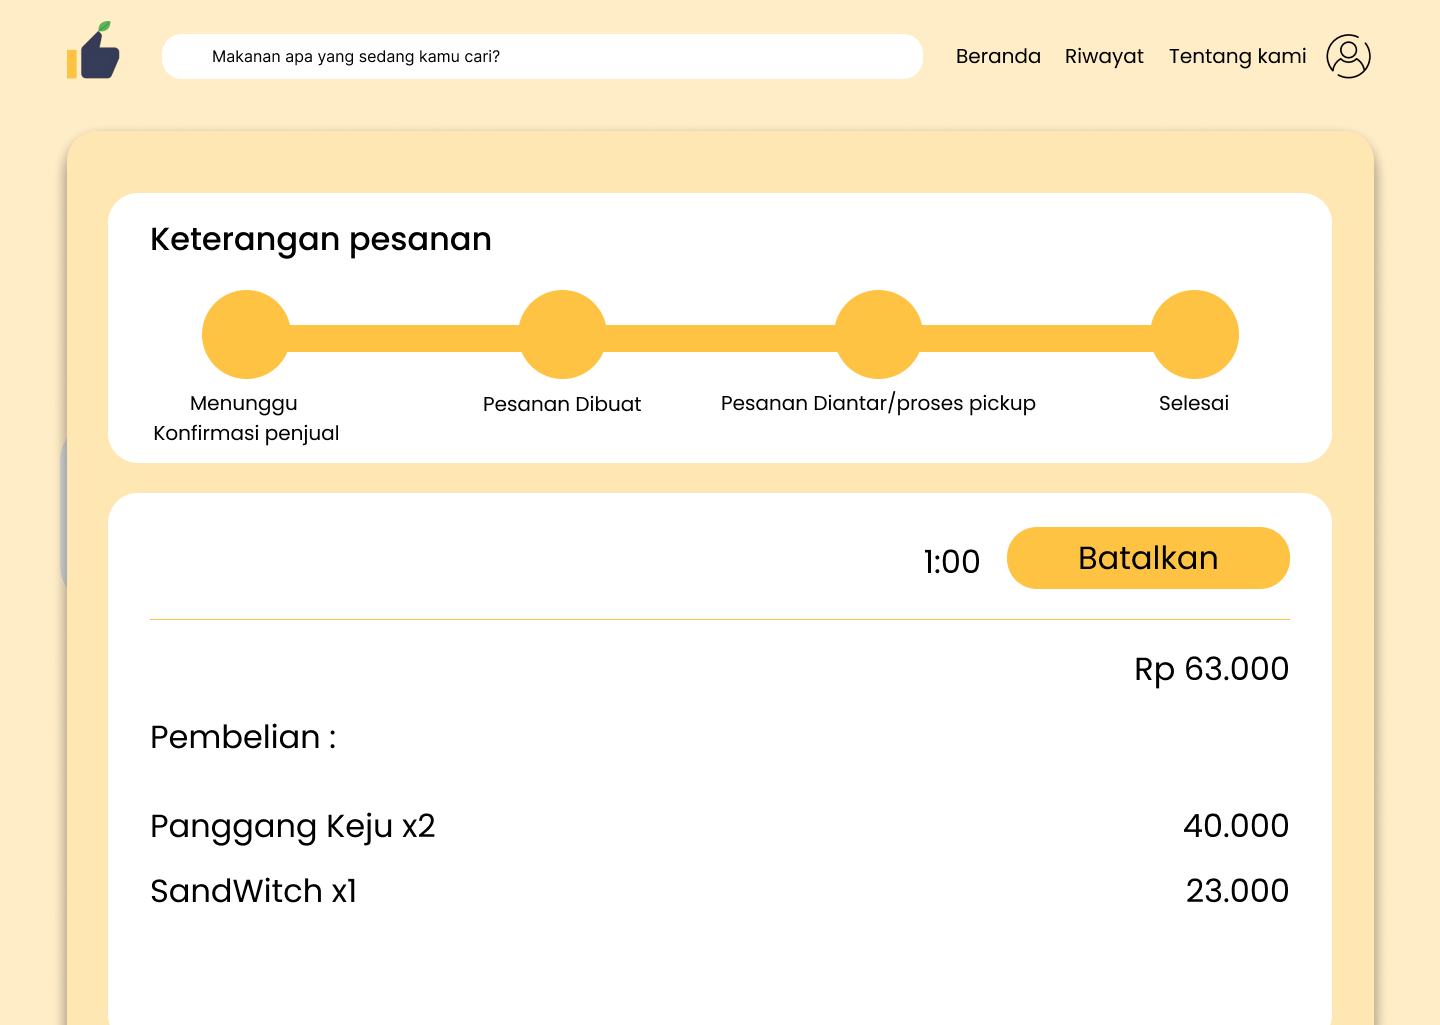 Makanan apa yang sedang kamu cari?
Beranda
Riwayat
Tentang kami
Keterangan pesanan
Menunggu
Konfirmasi penjual
Pesanan Dibuat
Pesanan Diantar/proses pickup
Selesai
1:00
Batalkan
Rp 63.000
Pembelian :
Panggang Keju x2
40.000
SandWitch x1
23.000